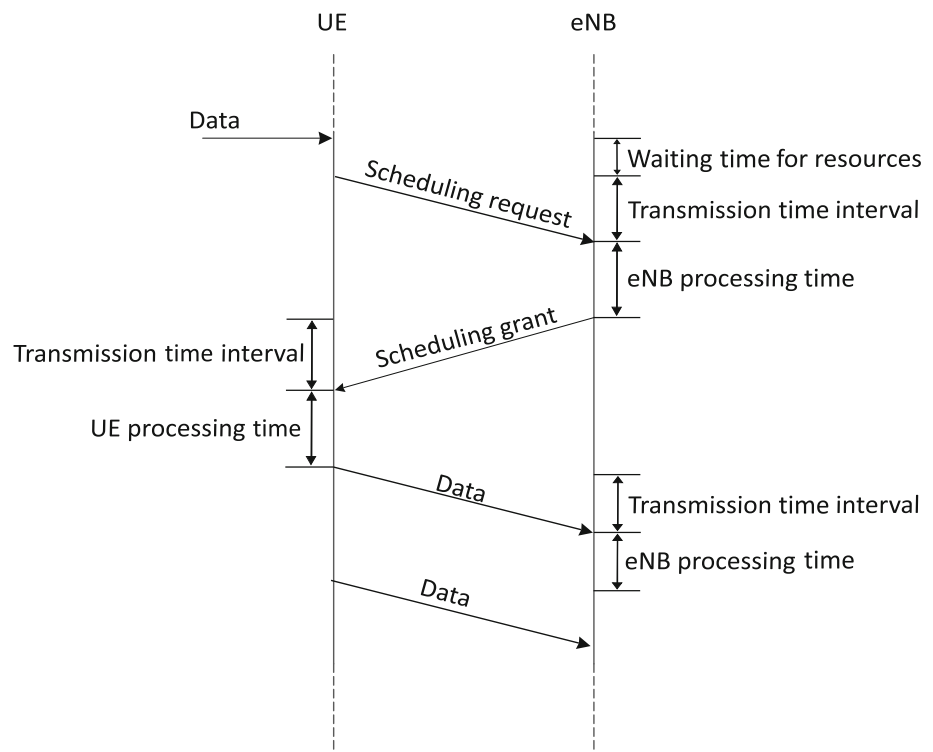 UE
eNB
Data
Waiting time for resources
Scheduling request
Transmission time interval
eNB processing time
Scheduling grant
Transmission time interval
UE processing time
Data
Transmission time interval
eNB processing time
Data